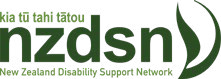 kia tū tahi tātou
nzdsn
New Zealand Disability Support Network